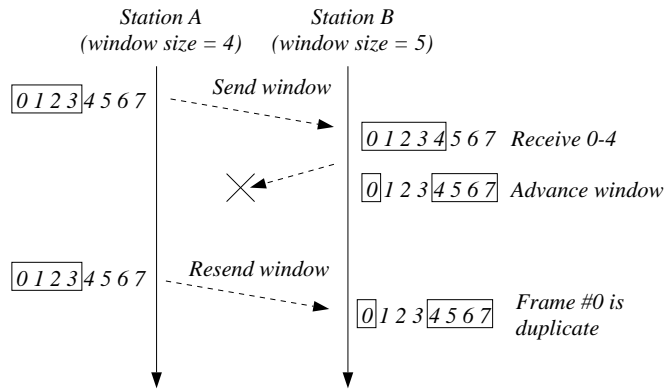 Station A
(window size = 4)
Station B
(window size = 5)
Send window
0 1 2 3 4 5 6 7
0 1 2 3 4 5 6 7
Receive 0-4
0 1 2 3 4 5 6 7
Advance window
Resend window
0 1 2 3 4 5 6 7
0 1 2 3 4 5 6 7
Frame #0 is
duplicate